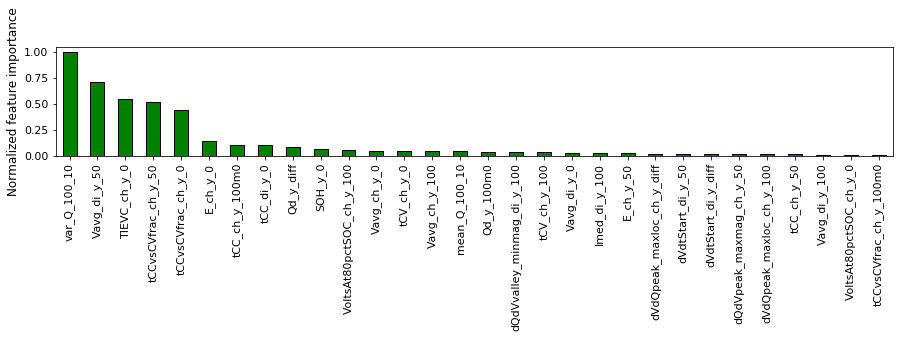 Normalized feature importance
1.00
0.75
0.50
0.25
0.00
var_Q_100_10
Vavg_di_y_50
TIEVC_ch_y_0
tCCvsCVfrac_ch_y_50
tCCvsCVfrac_ch_y_0
E_ch_y_0
tCC_ch_y_100m0
tCC_di_y_0
Qd_y_diff
SOH_y_0
VoltsAt80pctSOC_ch_y_100
Vavg_ch_y_0
tCV_ch_y_0
Vavg_ch_y_100
mean_Q_100_10
Qd_y_100m0
dQdVvalley_minmag_di_y_100
tCV_ch_y_100
Vavg_di_y_0
Imed_di_y_100
E_ch_y_50
dVdQpeak_maxloc_ch_y_diff
dVdtStart_di_y_50
dVdtStart_di_y_diff
dQdVpeak_maxmag_ch_y_50
dVdQpeak_maxloc_ch_y_100
tCC_ch_y_50
Vavg_di_y_100
VoltsAt80pctSOC_ch_y_0
tCCvsCVfrac_ch_y_100m0